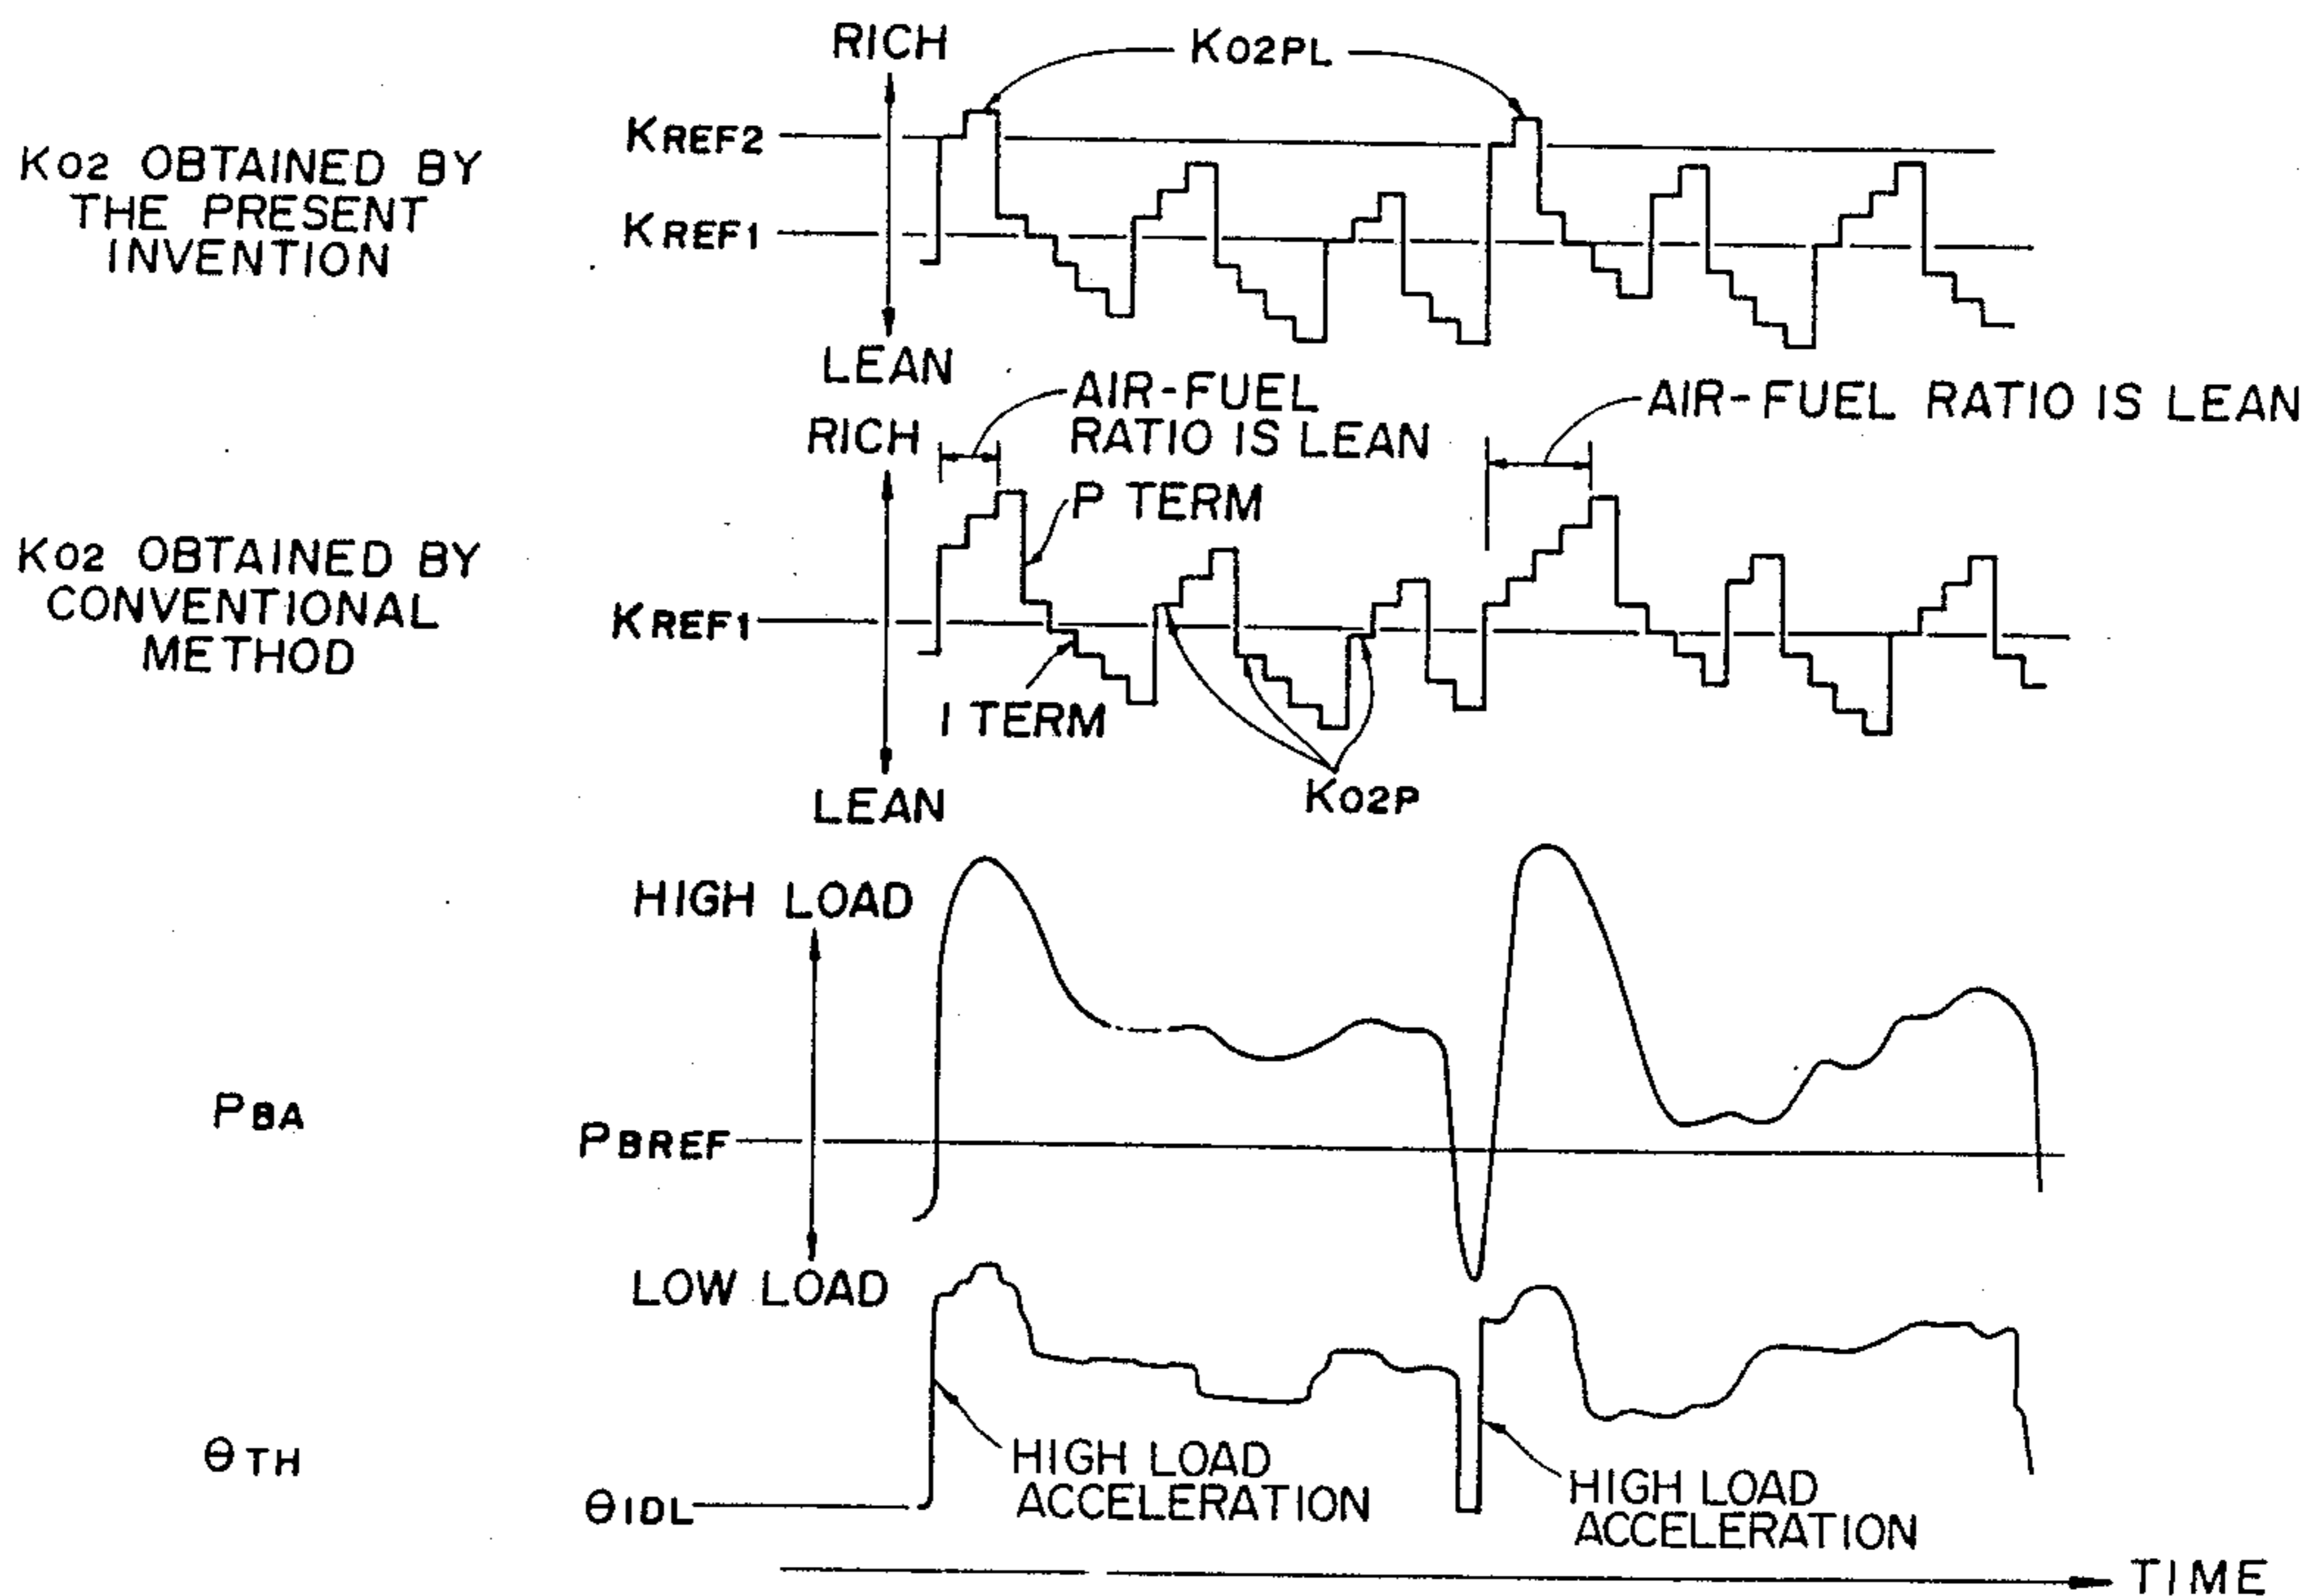 RICH
KO2PL
KREF2
KO2 OBTAINED BY
THE PRESENT
INVENTION
KREF1
LEAN
AIR-FUEL
RATIO IS LEAN
AIR-FUEL RATIO IS LEAN
RICH
P TERM
KO2 OBTAINED BY
CONVENTIONAL
METHOD
KREF1
I TERM
KO2P
LEAN
HIGH LOAD
PBA
PBREF
LOW LOAD
HIGH LOAD
ACCELERATION
HIGH LOAD
ACCELERATION
θTH
θIDL
TIME